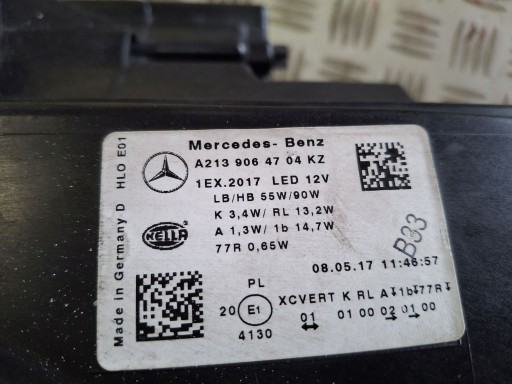 Mercedes- Benz
A213 906 47 04 KZ
1EX.2017 LED 12V
LB/HB 55W/90W
K 3,4W/ RL 13,2W
A 1,3W/ 1b 14,7W
77R 0,65W
HELLA
B33
08.05.17 11:46:57
Made in Germany D HLO E01
PL
20 E1 XCVERT K RL A 1b 77R
4130 01 01 00 02 01 00